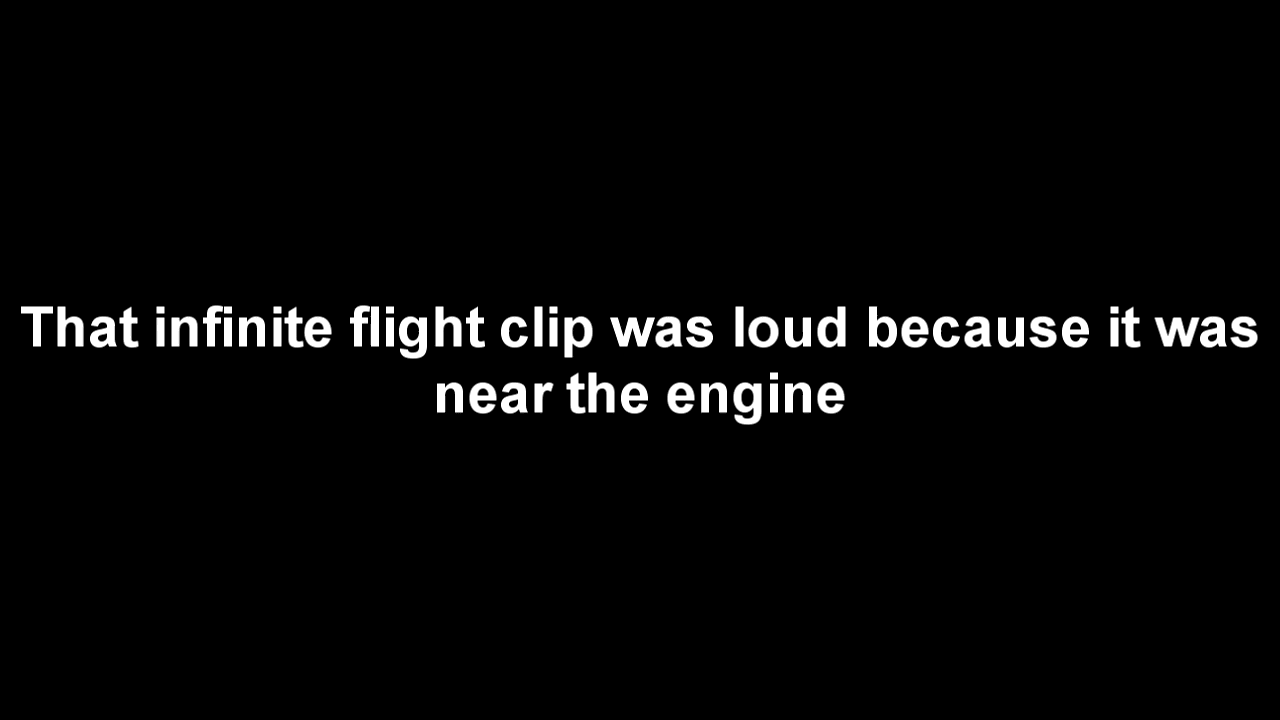 That infinite flight clip was loud because it was
near the engine